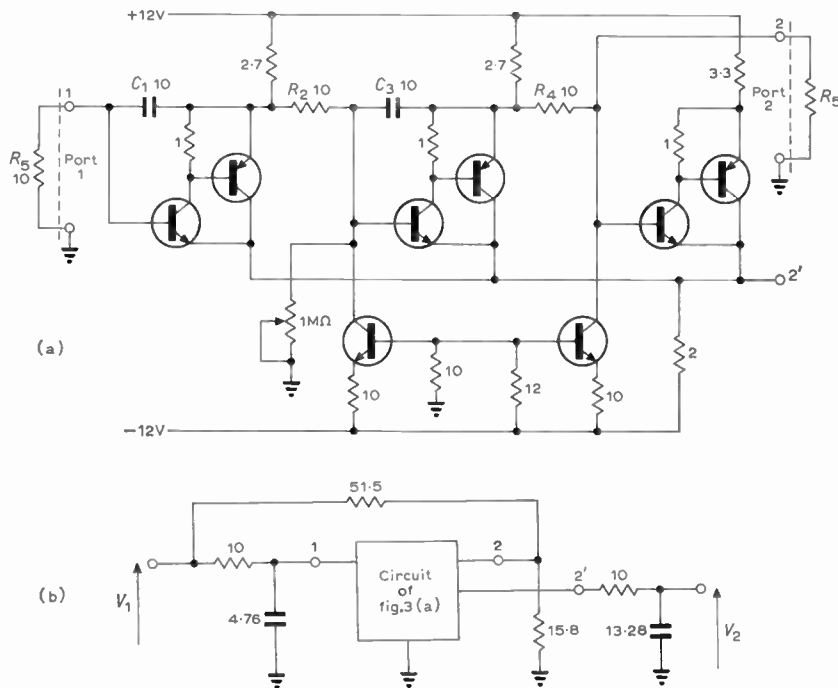 +12V
2·7
2·7
3·3
2
1
C1 10
R2 10
C3 10
R4 10
Port 2
R5
R5
10
Port 1
1
1
1
2'
(a)
1MΩ
10
10
12
10
2
−12V
51·5
(b)
10
1
2
2'
10
V1
4·76
Circuit
of
fig.3(a)
15·8
13·28
V2